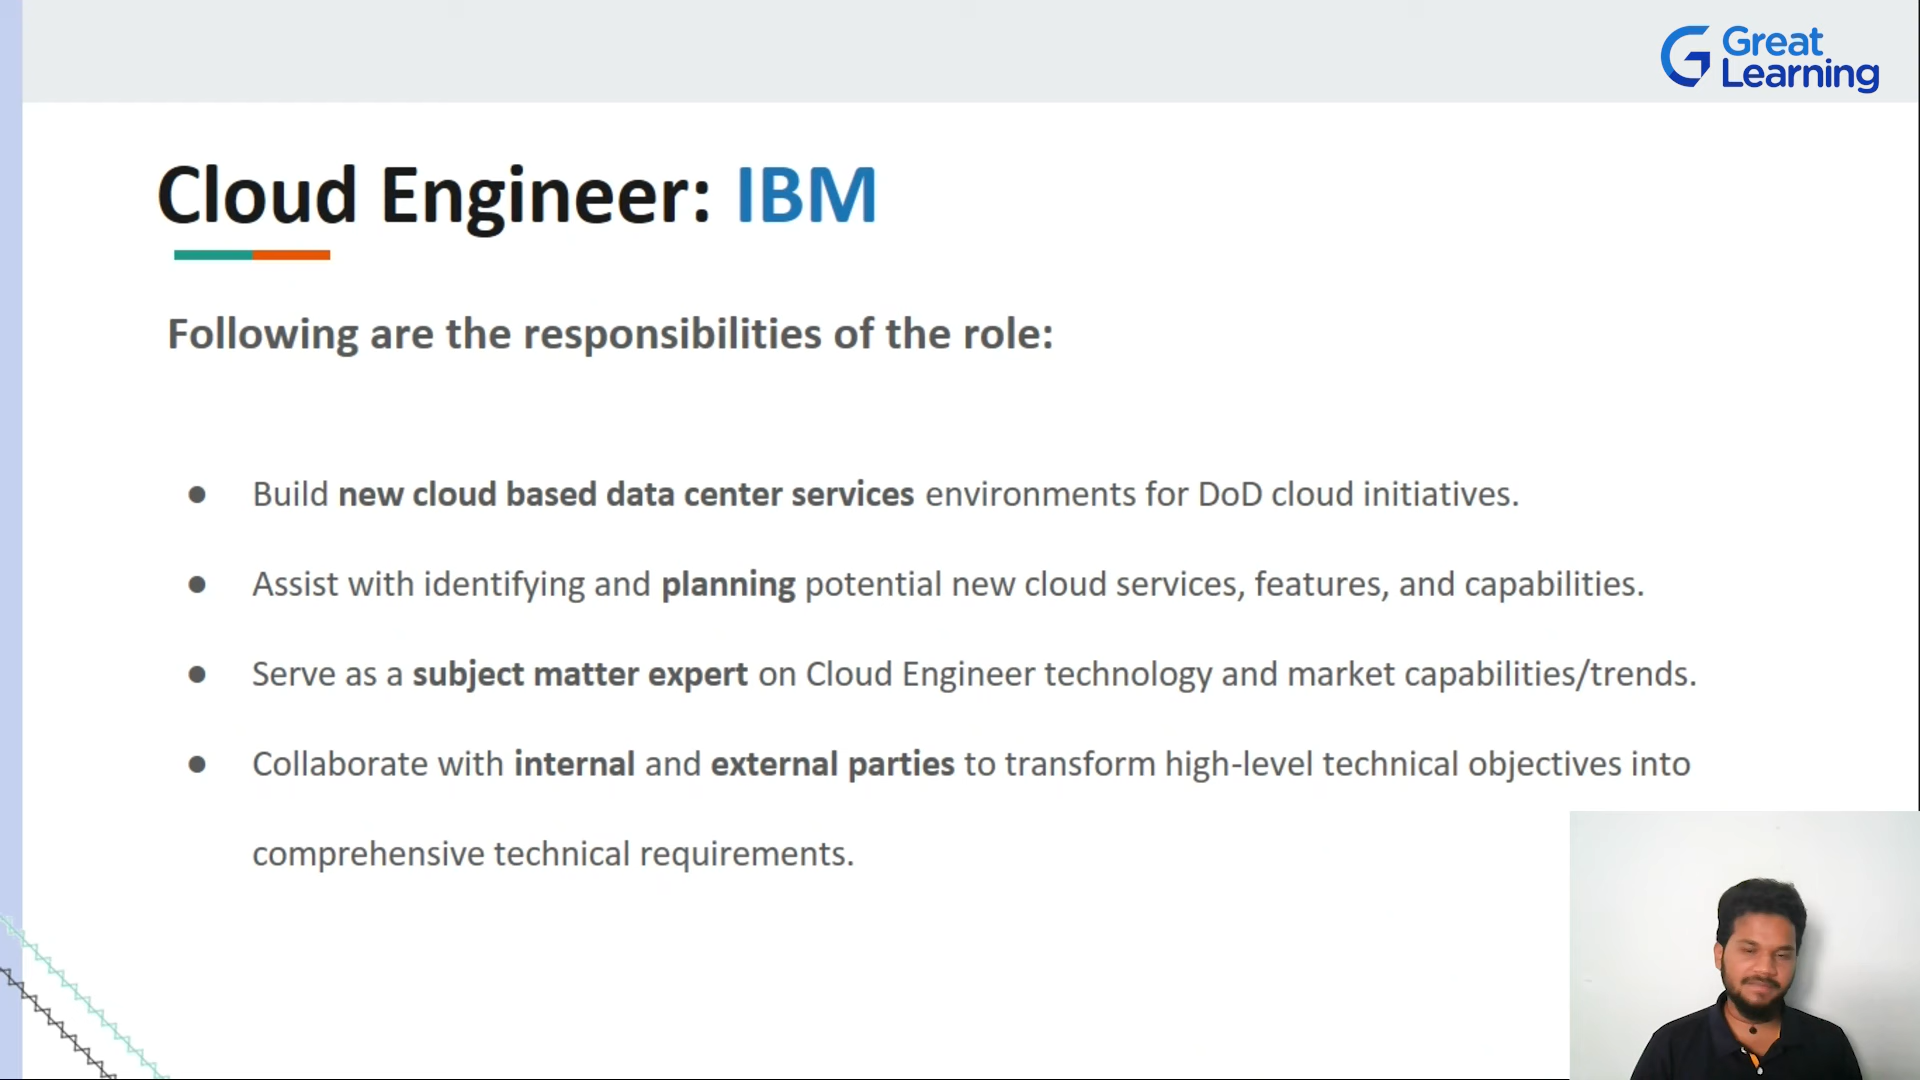 Great
Learning
Cloud Engineer: IBM
Following are the responsibilities of the role:
● Build new cloud based data center services environments for DoD cloud initiatives.
● Assist with identifying and planning potential new cloud services, features, and capabilities.
● Serve as a subject matter expert on Cloud Engineer technology and market capabilities/trends.
● Collaborate with internal and external parties to transform high-level technical objectives into
comprehensive technical requirements.